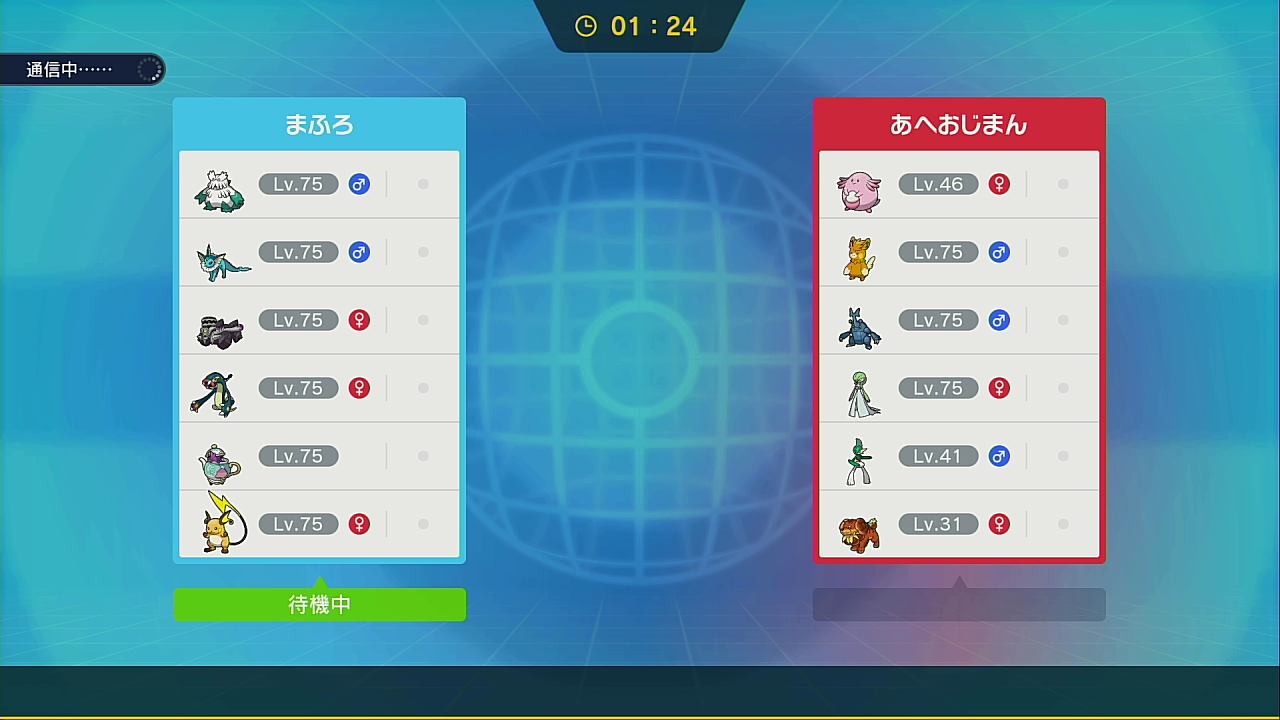 01：24
通信中……
まふろ
Lv.75 ♂
Lv.75 ♂
Lv.75 ♀
Lv.75 ♀
Lv.75
Lv.75 ♀
待機中
あへおじまん
Lv.46 ♀
Lv.75 ♂
Lv.75 ♂
Lv.75 ♀
Lv.41 ♂
Lv.31 ♀